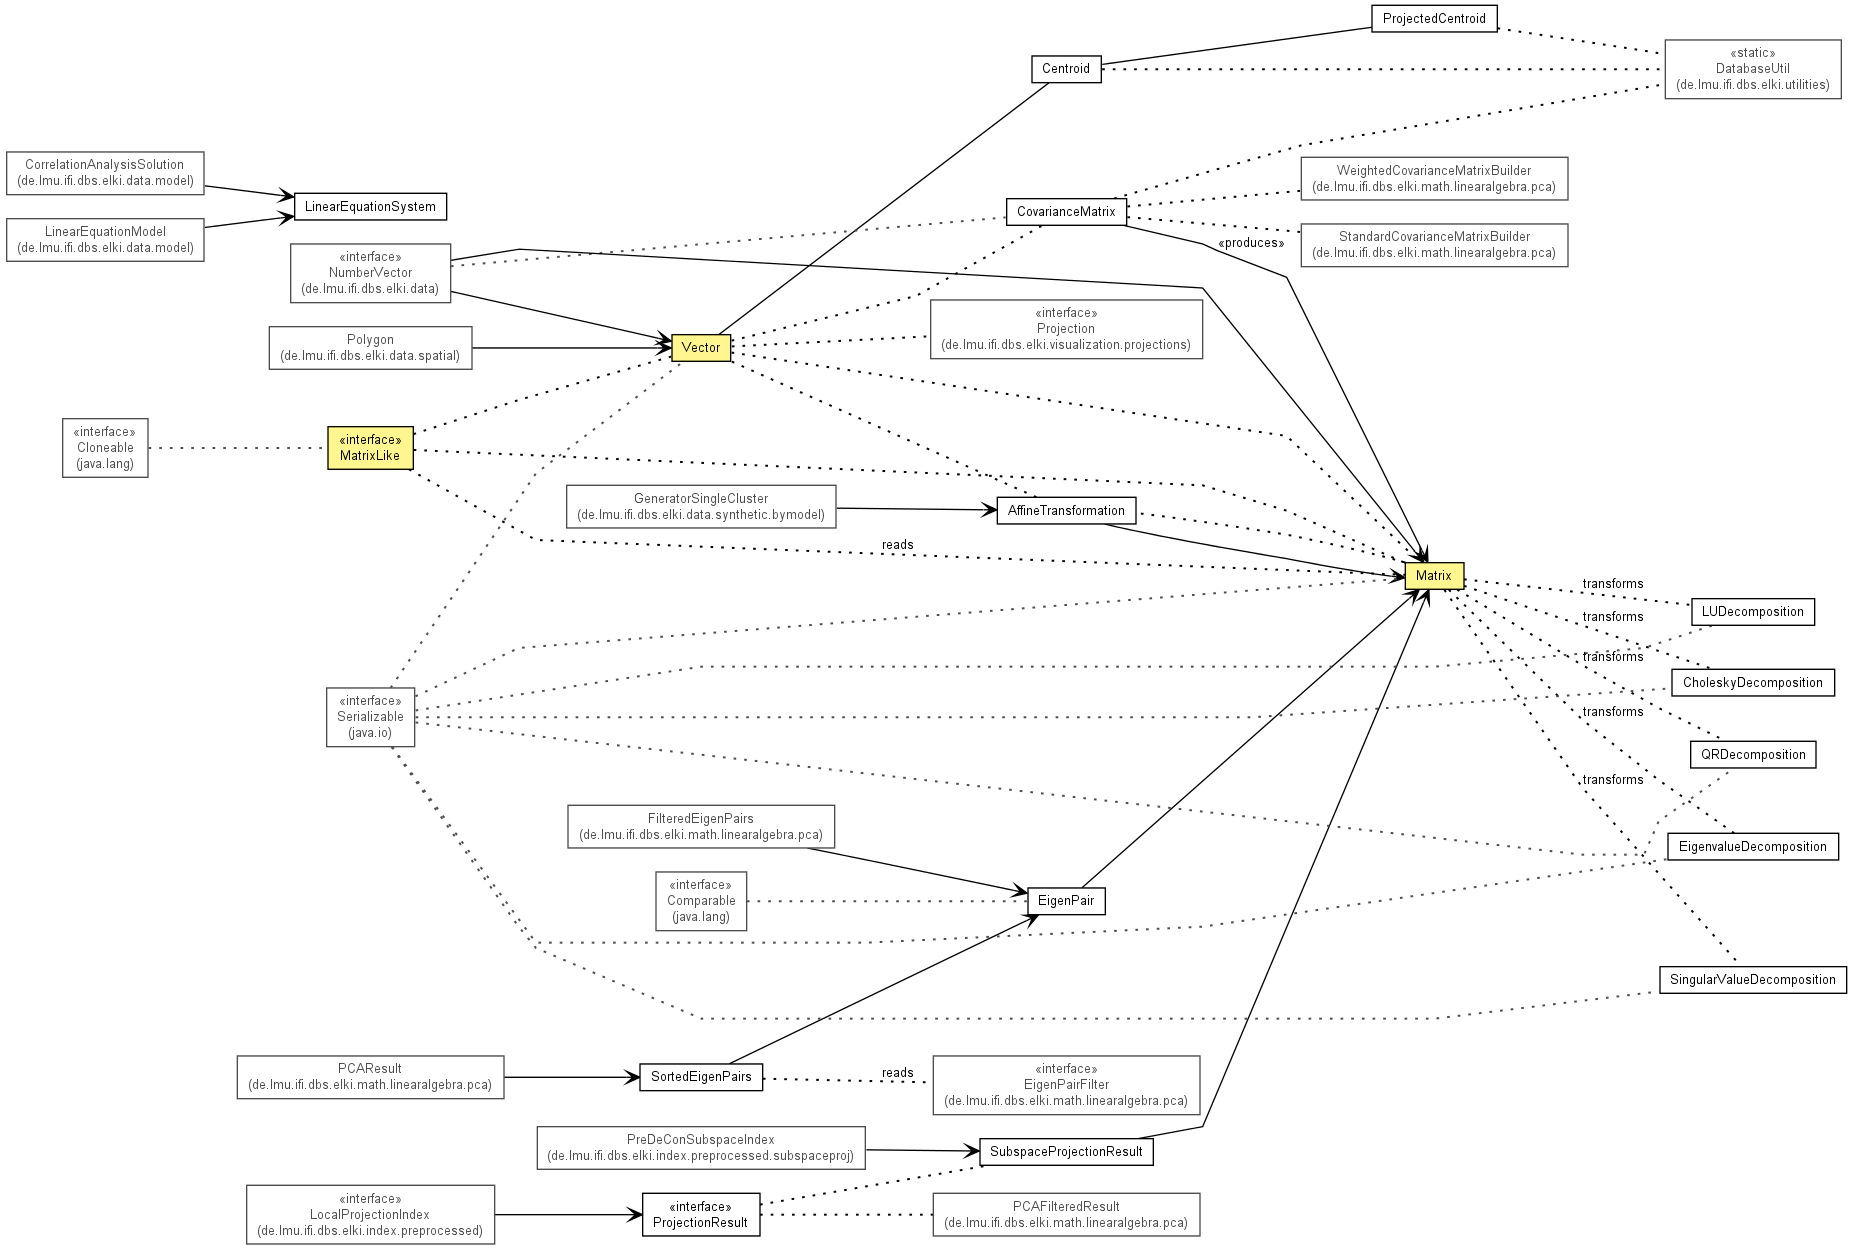 ProjectedCentroid
«static»
DatabaseUtil
(de.lmu.ifi.dbs.elki.utilities)
Centroid
CorrelationAnalysisSolution
(de.lmu.ifi.dbs.elki.data.model)
LinearEquationSystem
LinearEquationModel
(de.lmu.ifi.dbs.elki.data.model)
WeightedCovarianceMatrixBuilder
(de.lmu.ifi.dbs.elki.math.linearalgebra.pca)
CovarianceMatrix
StandardCovarianceMatrixBuilder
(de.lmu.ifi.dbs.elki.math.linearalgebra.pca)
«produces»
«interface»
NumberVector
(de.lmu.ifi.dbs.elki.data)
«interface»
Projection
(de.lmu.ifi.dbs.elki.visualization.projections)
Polygon
(de.lmu.ifi.dbs.elki.data.spatial)
Vector
«interface»
Cloneable
(java.lang)
«interface»
MatrixLike
GeneratorSingleCluster
(de.lmu.ifi.dbs.elki.data.synthetic.bymodel)
AffineTransformation
reads
Matrix
transforms
LUDecomposition
transforms
transforms
CholeskyDecomposition
«interface»
Serializable
(java.io)
transforms
QRDecomposition
transforms
FilteredEigenPairs
(de.lmu.ifi.dbs.elki.math.linearalgebra.pca)
EigenvalueDecomposition
«interface»
Comparable
(java.lang)
EigenPair
SingularValueDecomposition
PCAResult
(de.lmu.ifi.dbs.elki.math.linearalgebra.pca)
SortedEigenPairs
reads
«interface»
EigenPairFilter
(de.lmu.ifi.dbs.elki.math.linearalgebra.pca)
PreDeConSubspaceIndex
(de.lmu.ifi.dbs.elki.index.preprocessed.subspaceproj)
SubspaceProjectionResult
«interface»
LocalProjectionIndex
(de.lmu.ifi.dbs.elki.index.preprocessed)
«interface»
ProjectionResult
PCAFilteredResult
(de.lmu.ifi.dbs.elki.math.linearalgebra.pca)